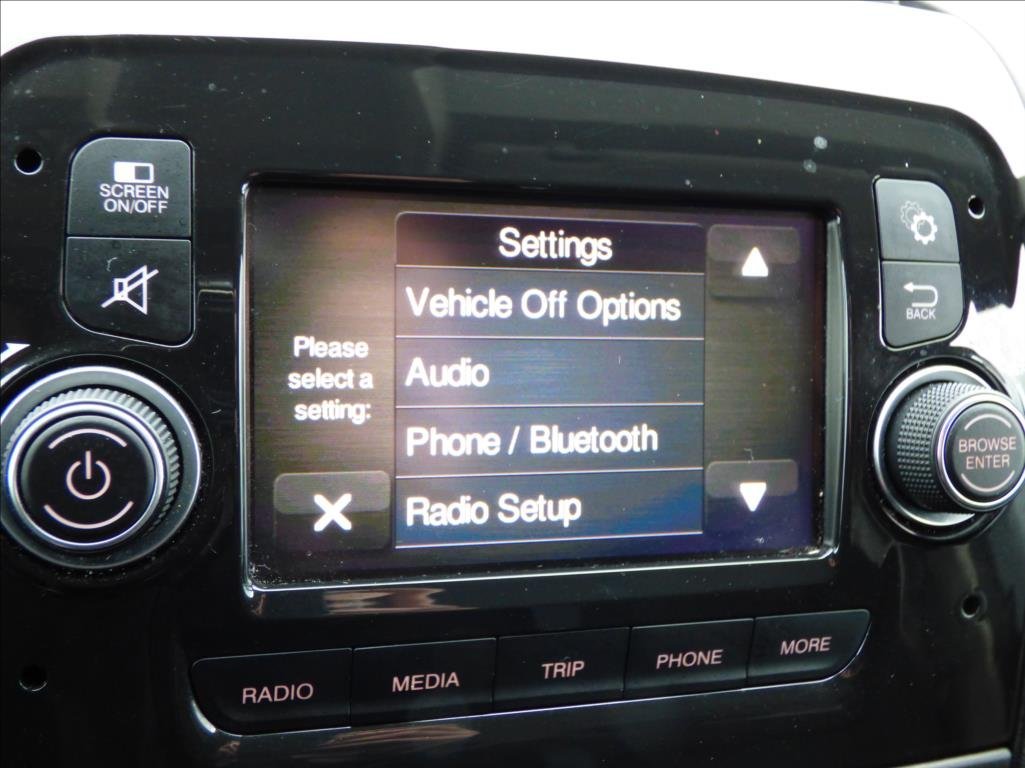 SCREEN
ON/OFF
Settings
Vehicle Off Options
Audio
Phone / Bluetooth
Radio Setup
Please
select a
setting:
BACK
BROWSE
ENTER
RADIO
MEDIA
TRIP
PHONE
MORE